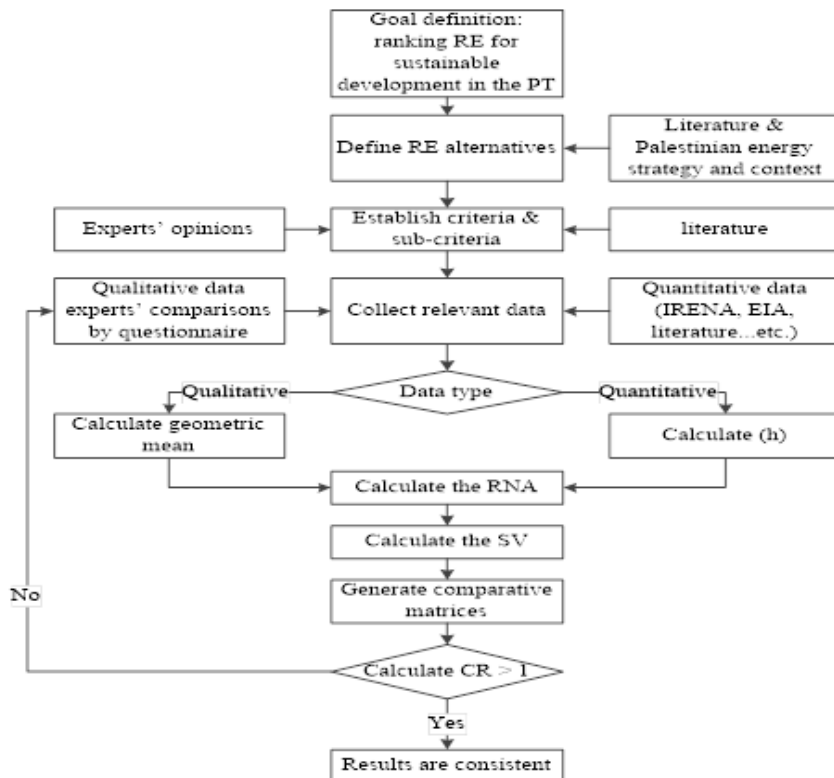 Goal definition:
ranking RE for
sustainable
development in the PT
Define RE alternatives
Literature &
Palestinian energy
strategy and context
Experts' opinions
Establish criteria &
sub-criteria
literature
Qualitative data
experts' comparisons
by questionnaire
Collect relevant data
Quantitative data
(IRENA, EIA,
literature...etc.)
Qualitative
Data type
Quantitative
Calculate geometric
mean
Calculate (h)
Calculate the RNA
Calculate the SV
Generate comparative
matrices
No
Calculate CR > 1
Yes
Results are consistent